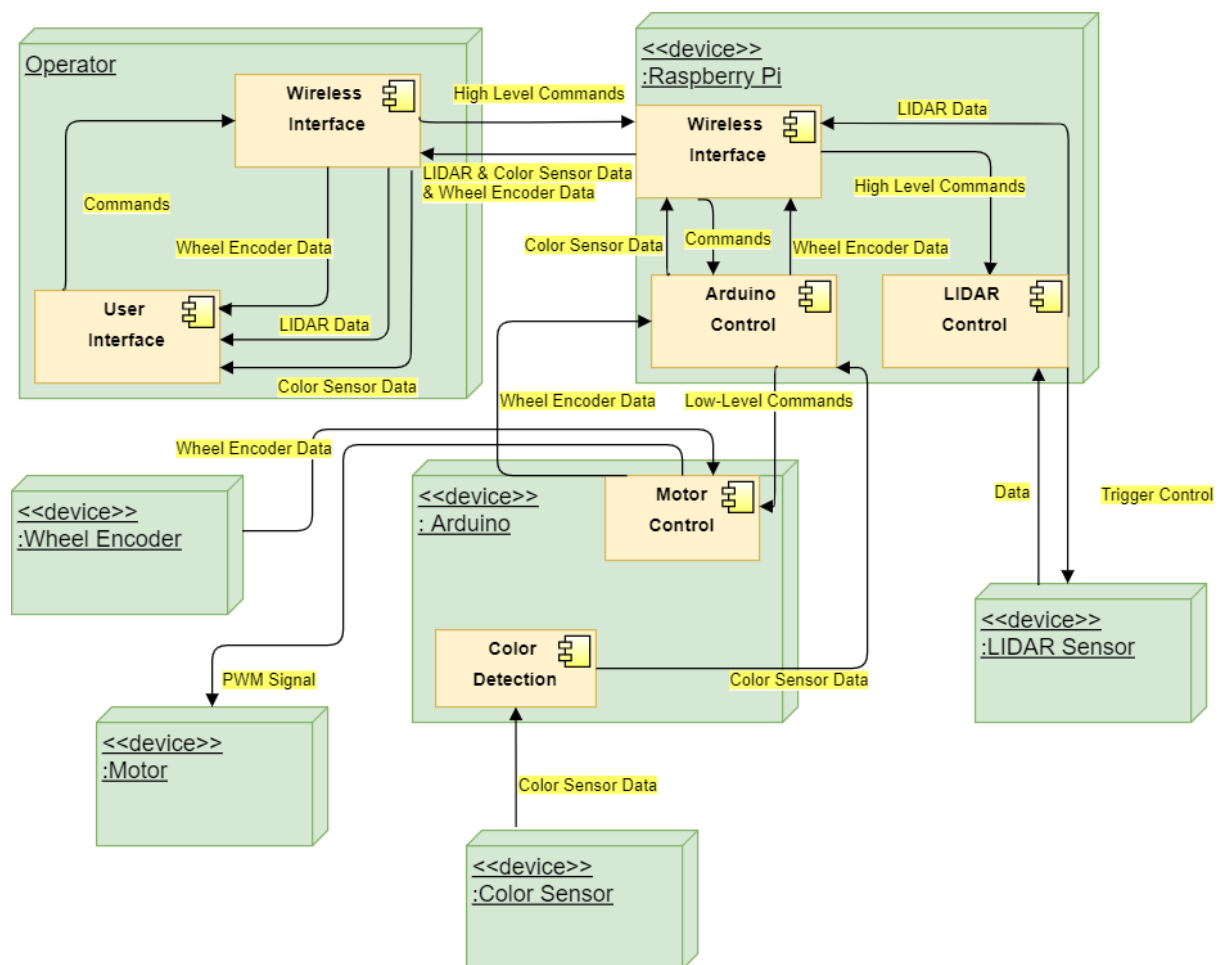 Operator
Wireless
Interface
High Level Commands
LIDAR & Color Sensor Data
& Wheel Encoder Data
Commands
Wheel Encoder Data
User
Interface
LIDAR Data
Color Sensor Data
<<device>>
:Raspberry Pi
Wireless
Interface
LIDAR Data
High Level Commands
Color Sensor Data
Commands
Wheel Encoder Data
Arduino
Control
LIDAR
Control
Wheel Encoder Data
Low-Level Commands
Wheel Encoder Data
<<device>>
:Wheel Encoder
<<device>>
: Arduino
Motor
Control
Data
Trigger Control
Color
Detection
Color Sensor Data
<<device>>
:LIDAR Sensor
PWM Signal
<<device>>
:Motor
Color Sensor Data
<<device>>
:Color Sensor